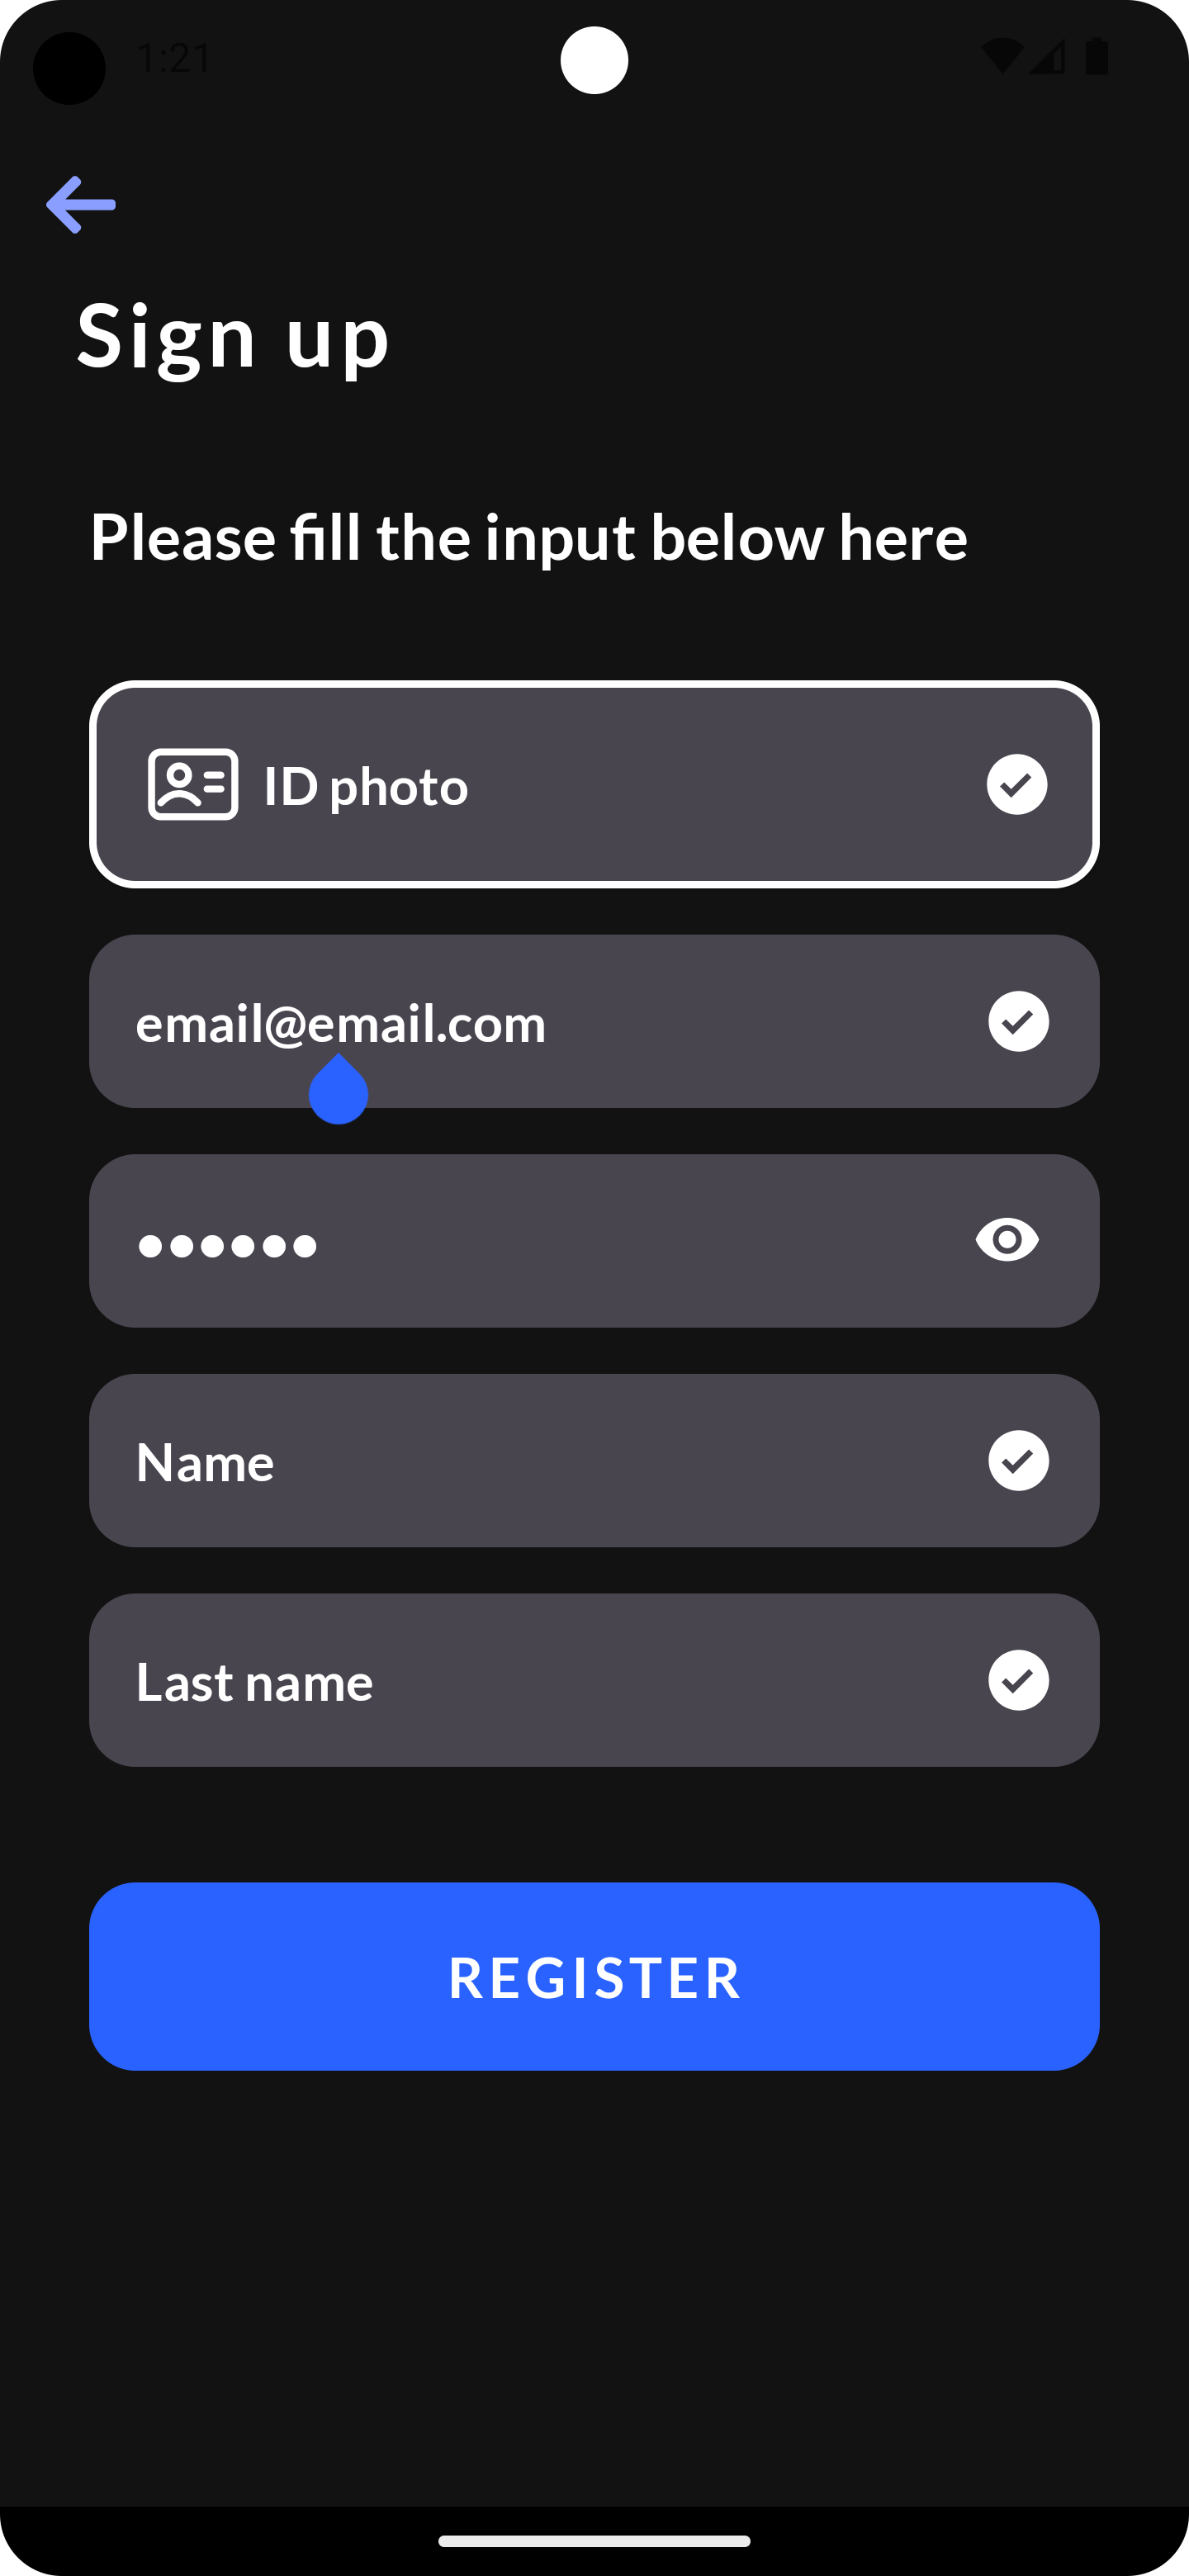 1:21
Sign up
Please fill the input below here
ID photo
email@email.com
••••••
Name
Last name
REGISTER